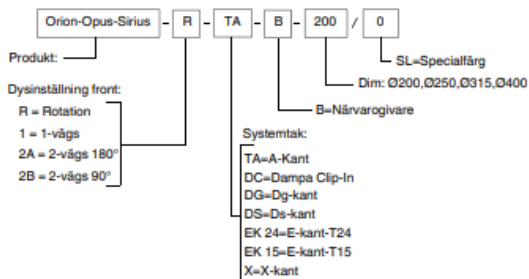 Orion-Opus-Sirius - R - TA - B - 200 / 0
SL=Specialfärg
Produkt:
Dim: Ø200,Ø250,Ø315,Ø400
Dysinställning front:
R = Rotation
B=Närvarogivare
1 = 1-vägs
2A = 2-vägs 180°
2B = 2-vägs 90°
Systemtak:
TA=A-Kant
DC=Dampa Clip-In
DG=Dg-kant
DS=Ds-kant
EK 24=E-kant-T24
EK 15=E-kant-T15
X=X-kant